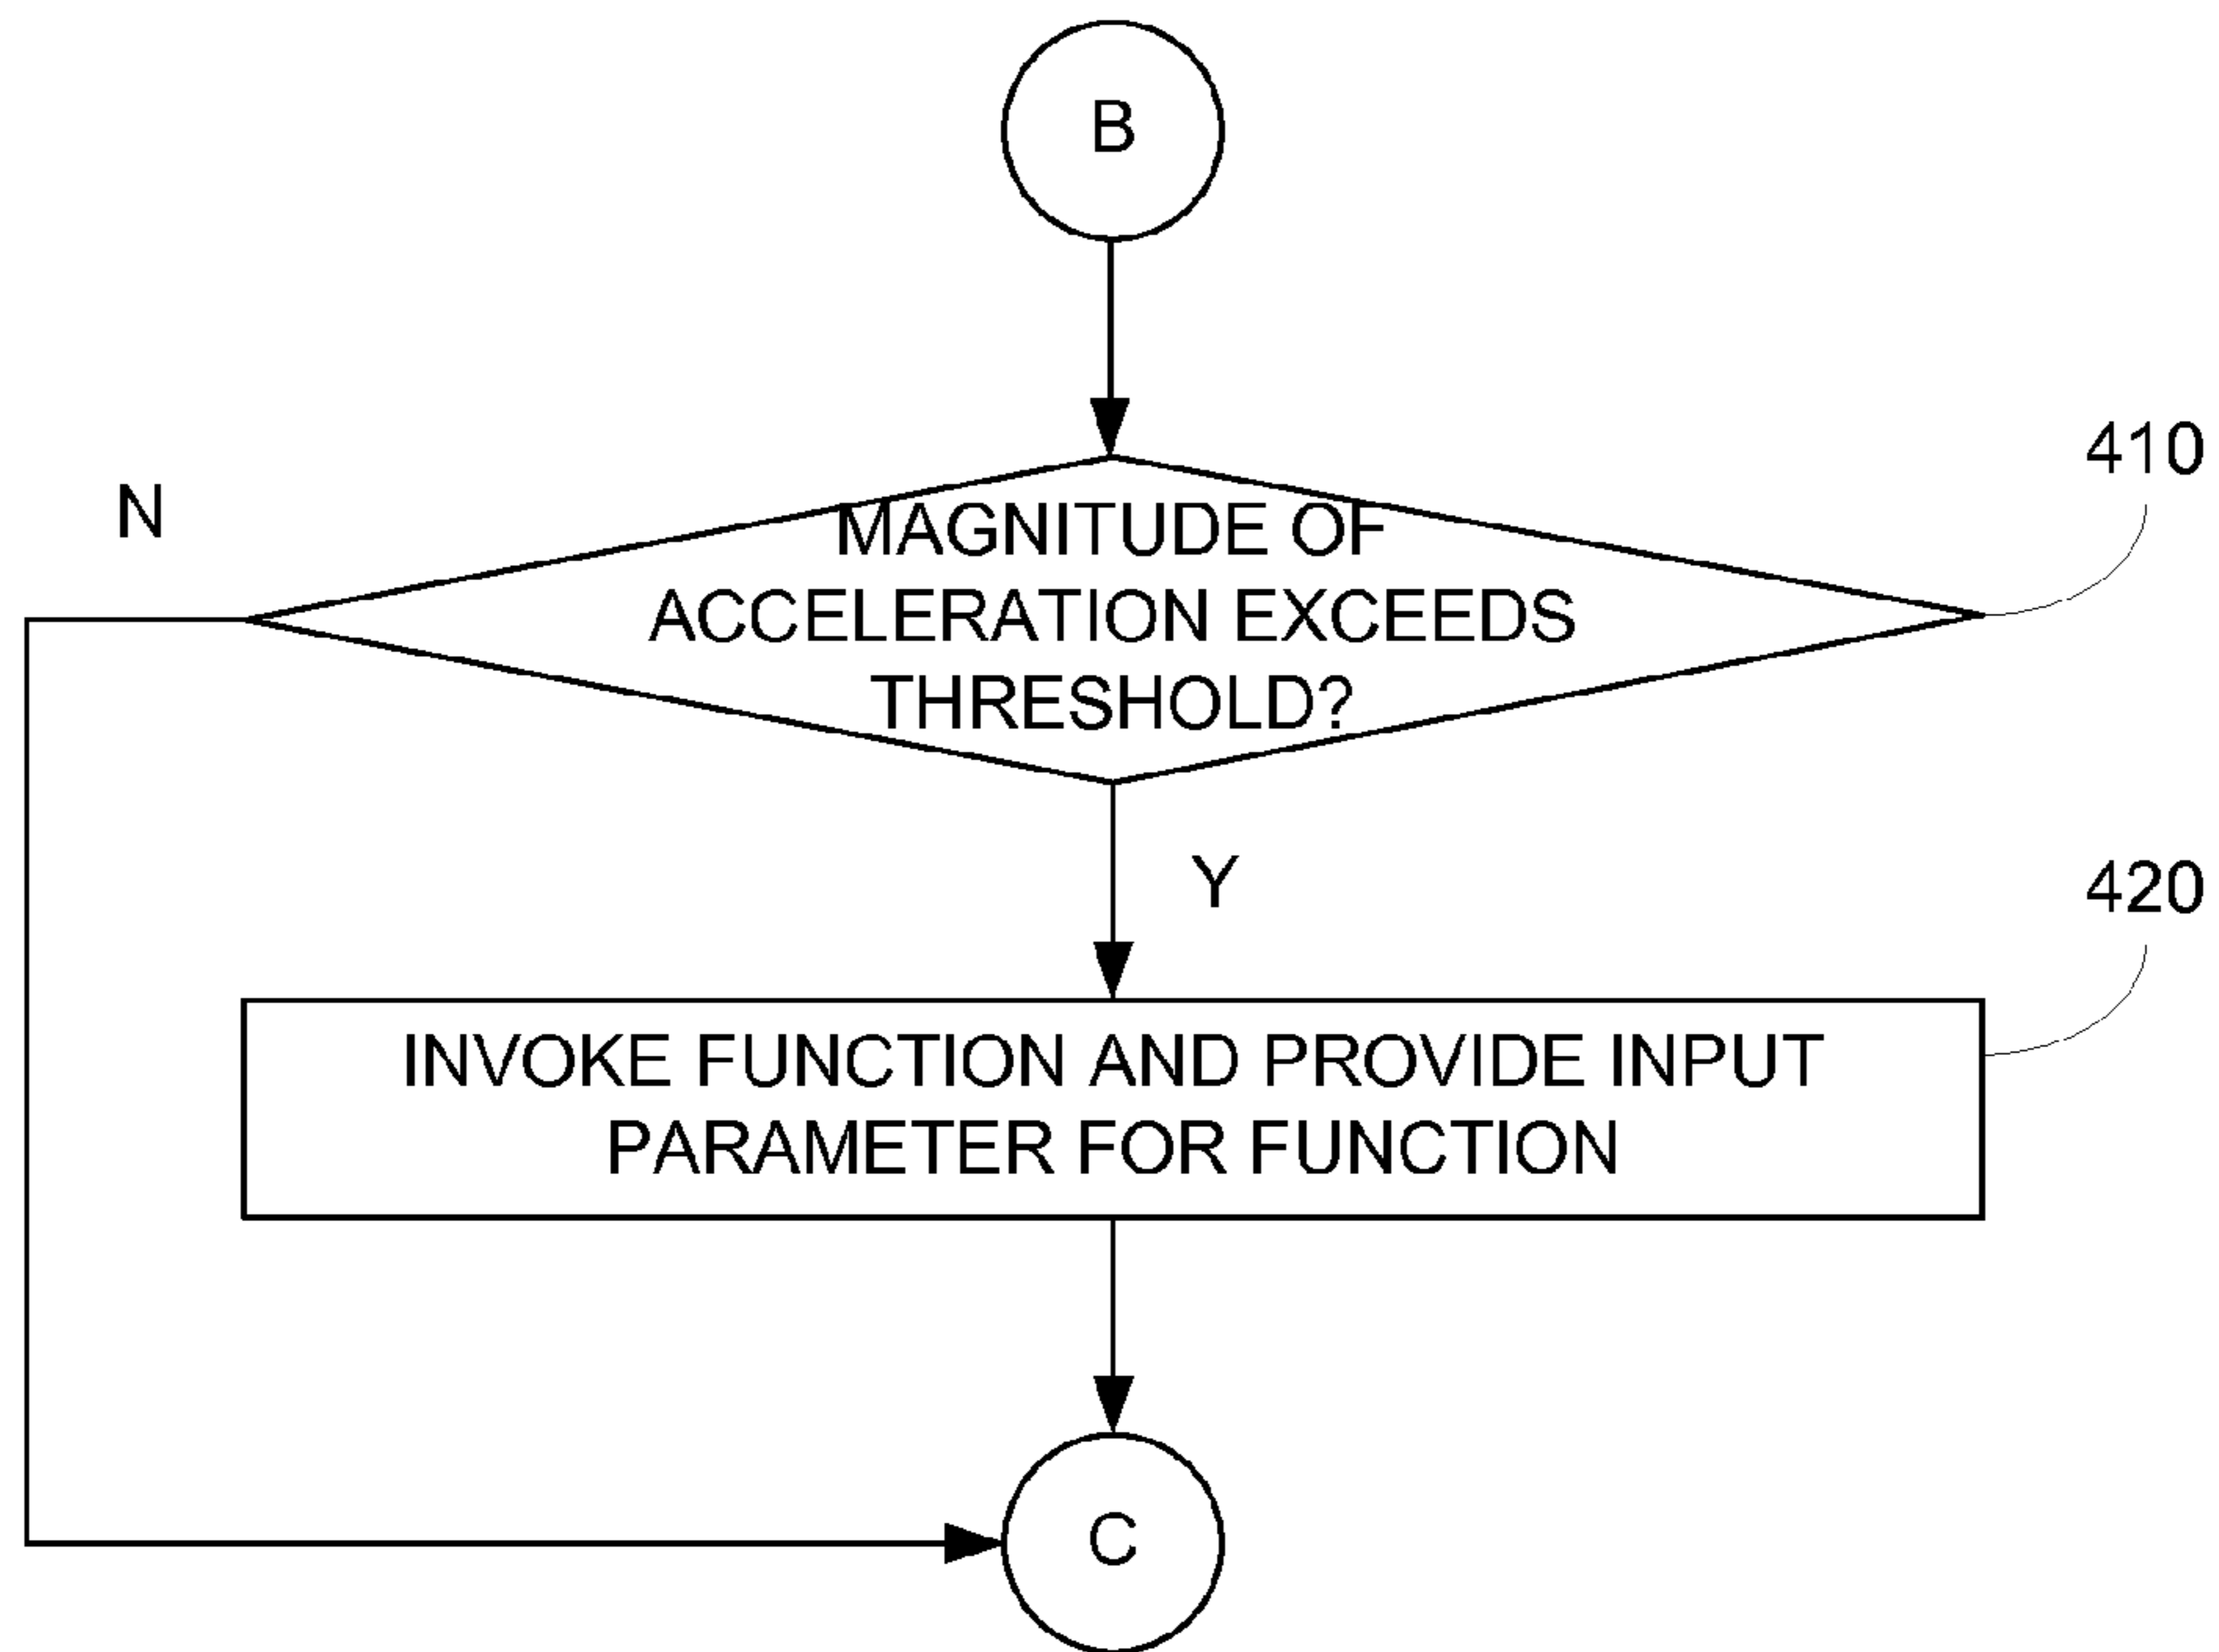 B
410
N
MAGNITUDE OF
ACCELERATION EXCEEDS
THRESHOLD?
Y
420
INVOKE FUNCTION AND PROVIDE INPUT
PARAMETER FOR FUNCTION
C